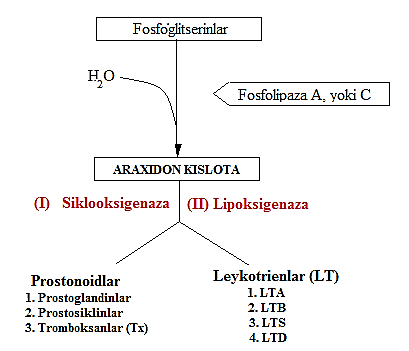 Fosfoglitserinlar
H2O
Fosfolipaza A, yoki C
ARAXIDON KISLOTA
(I) Siklooksigenaza (II) Lipoksigenaza
Prostonoidlar
1. Prostoglandinlar
2. Prostosiklinlar
3. Tromboksanlar (Tx)
Leykotrienlar (LT)
1. LTA
2. LTB
3. LTS
4. LTD